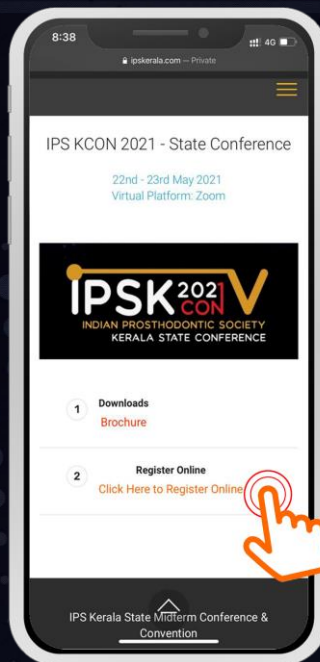 8:38
4G
ipskerala.com — Private
IPS KCON 2021 - State Conference
22nd - 23rd May 2021
Virtual Platform: Zoom
IPSK 2021 CON V
INDIAN PROSTHODONTIC SOCIETY
KERALA STATE CONFERENCE
1 Downloads
Brochure
2 Register Online
Click Here to Register Online
IPS Kerala State Midterm Conference &
Convention